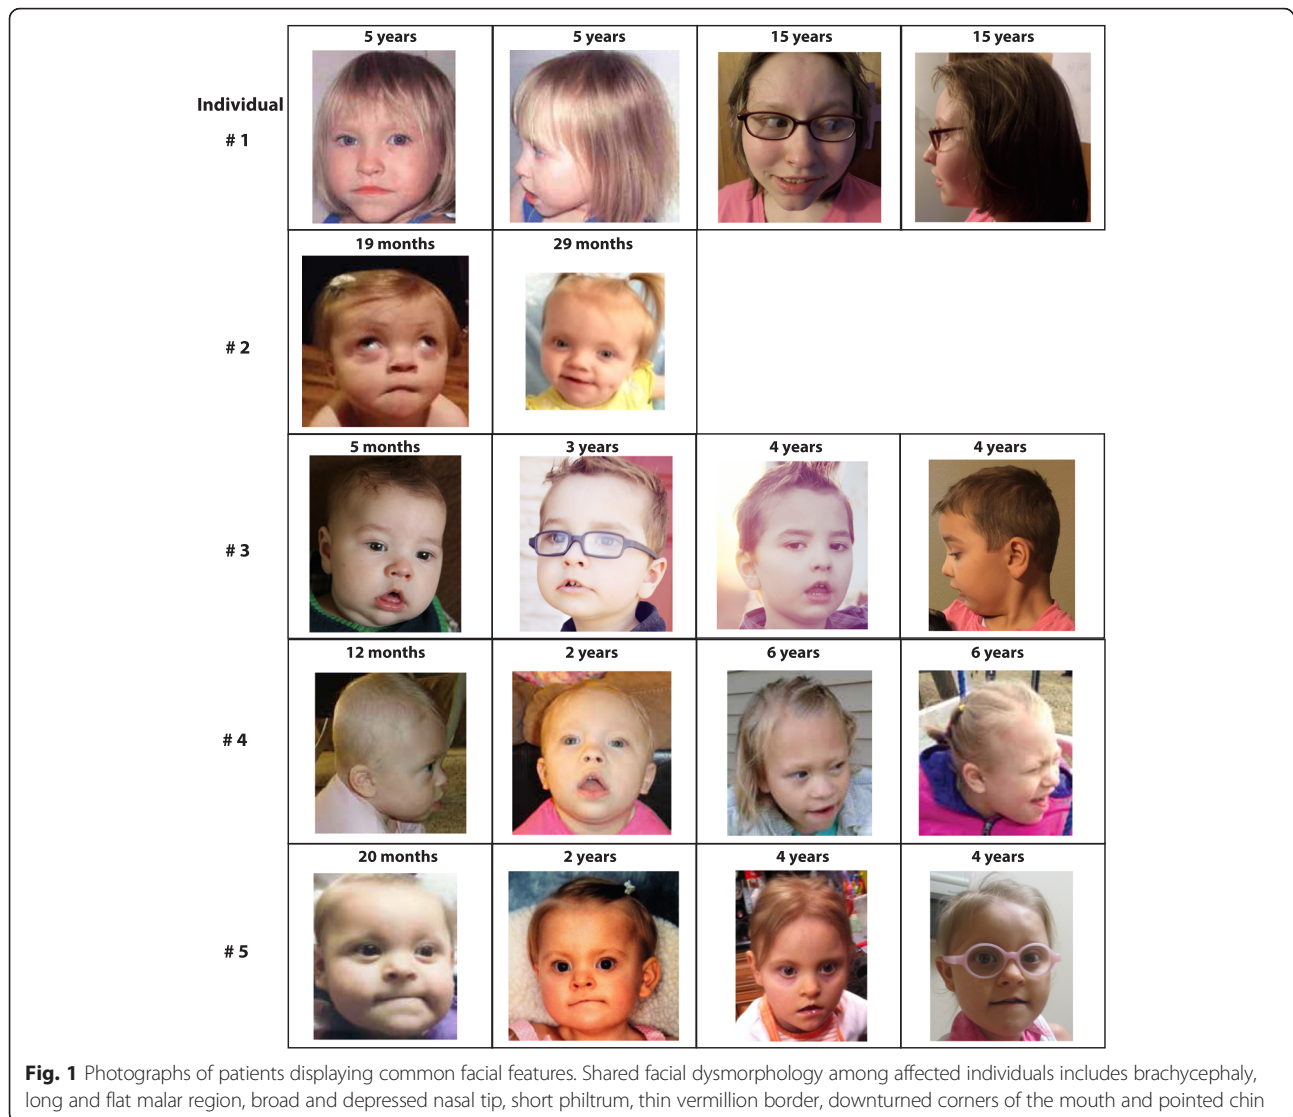 5 years 5 years 15 years 15 years
Individual
# 1
19 months 29 months
# 2
5 months 3 years 4 years 4 years
# 3
12 months 2 years 6 years 6 years
# 4
20 months 2 years 4 years 4 years
# 5
Fig. 1 Photographs of patients displaying common facial features. Shared facial dysmorphology among affected individuals includes brachycephaly,
long and flat malar region, broad and depressed nasal tip, short philtrum, thin vermillion border, downturned corners of the mouth and pointed chin